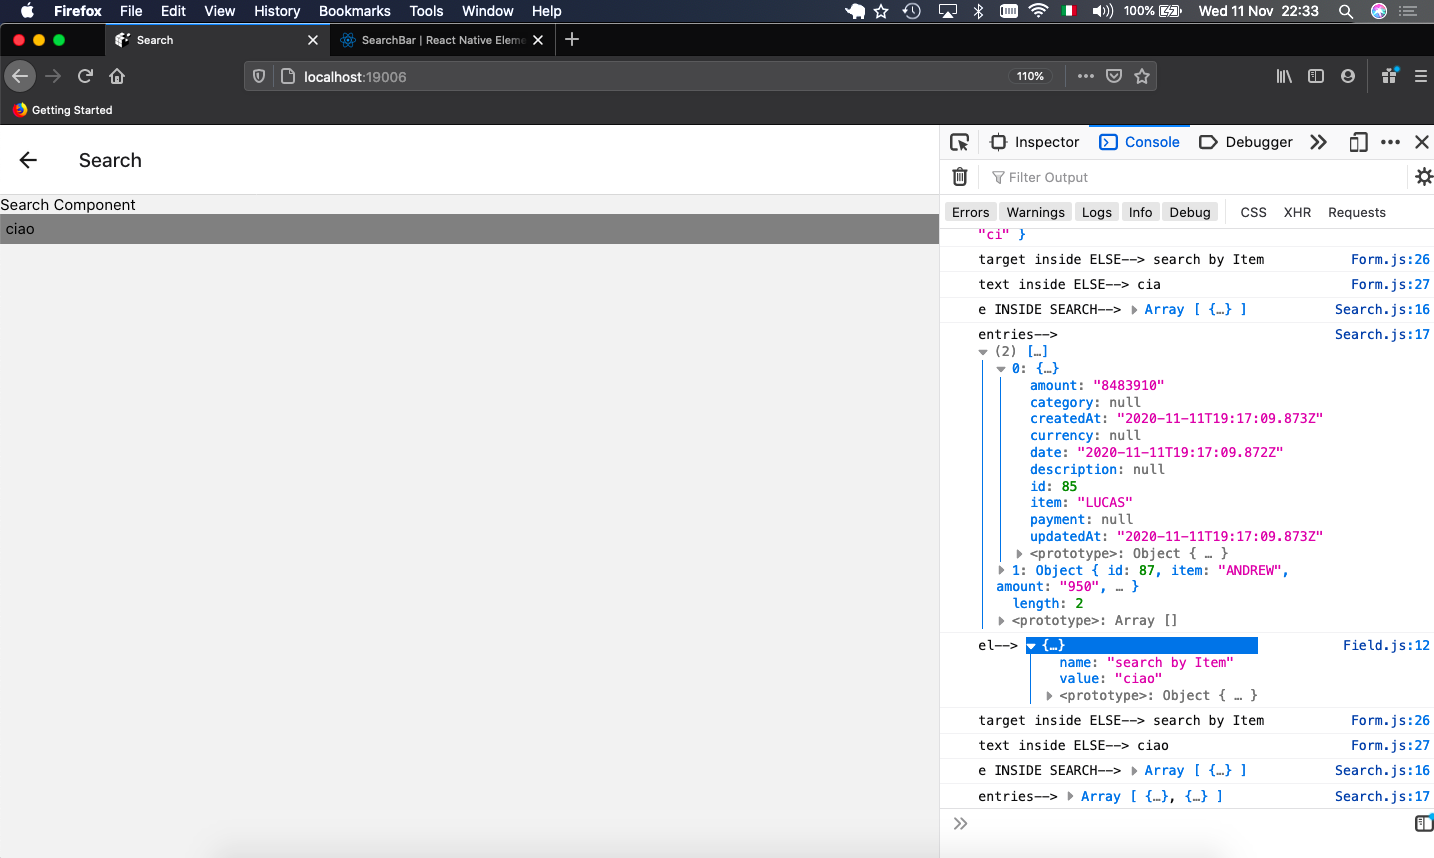 Firefox File Edit View History Bookmarks Tools Window Help 100% Wed 11 Nov 22:33
Search SearchBar | React Native Eleme
localhost:19006 110%
Getting Started
Search
Search Component
ciao
Inspector Console Debugger
Filter Output
Errors Warnings Logs Info Debug CSS XHR Requests
"ci" }
target inside ELSE--> search by Item Form.js:26
text inside ELSE--> cia Form.js:27
e INSIDE SEARCH--> Array [ {…} ] Search.js:16
entries--> Search.js:17
(2) […]
0: {…}
amount: "8483910"
category: null
createdAt: "2020-11-11T19:17:09.873Z"
currency: null
date: "2020-11-11T19:17:09.872Z"
description: null
id: 85
item: "LUCAS"
payment: null
updatedAt: "2020-11-11T19:17:09.873Z"
<prototype>: Object { … }
1: Object { id: 87, item: "ANDREW",
amount: "950", … }
length: 2
<prototype>: Array []
el--> {…} Field.js:12
name: "search by Item"
value: "ciao"
<prototype>: Object { … }
target inside ELSE--> search by Item Form.js:26
text inside ELSE--> ciao Form.js:27
e INSIDE SEARCH--> Array [ {…} ] Search.js:16
entries--> Array [ {…}, {…} ] Search.js:17